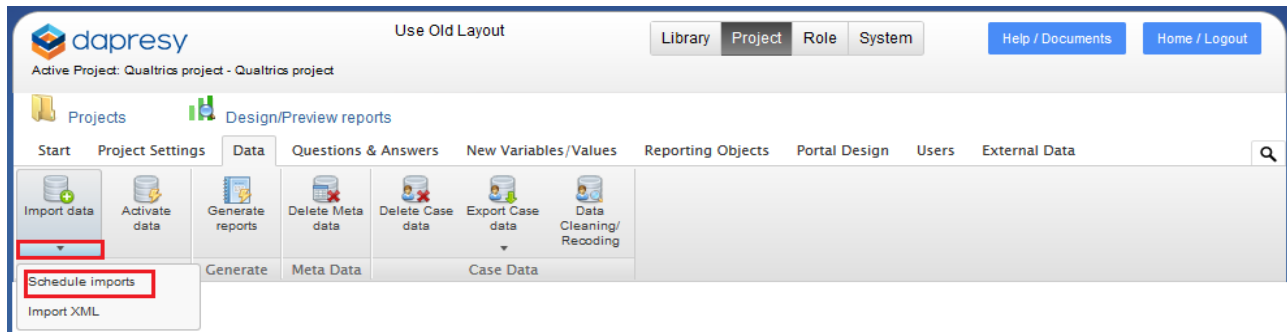 dapresy
Use Old Layout
Library Project Role System
Help / Documents
Home / Logout
Active Project: Qualtrics project - Qualtrics project
Projects
Design/Preview reports
Start Project Settings Data Questions & Answers New Variables/Values Reporting Objects Portal Design Users External Data
Import data
Activate
data
Generate
reports
Delete Meta
data
Delete Case
data
Export Case
data
Data
Cleaning/
Recoding
Generate Meta Data Case Data
Schedule imports
Import XML